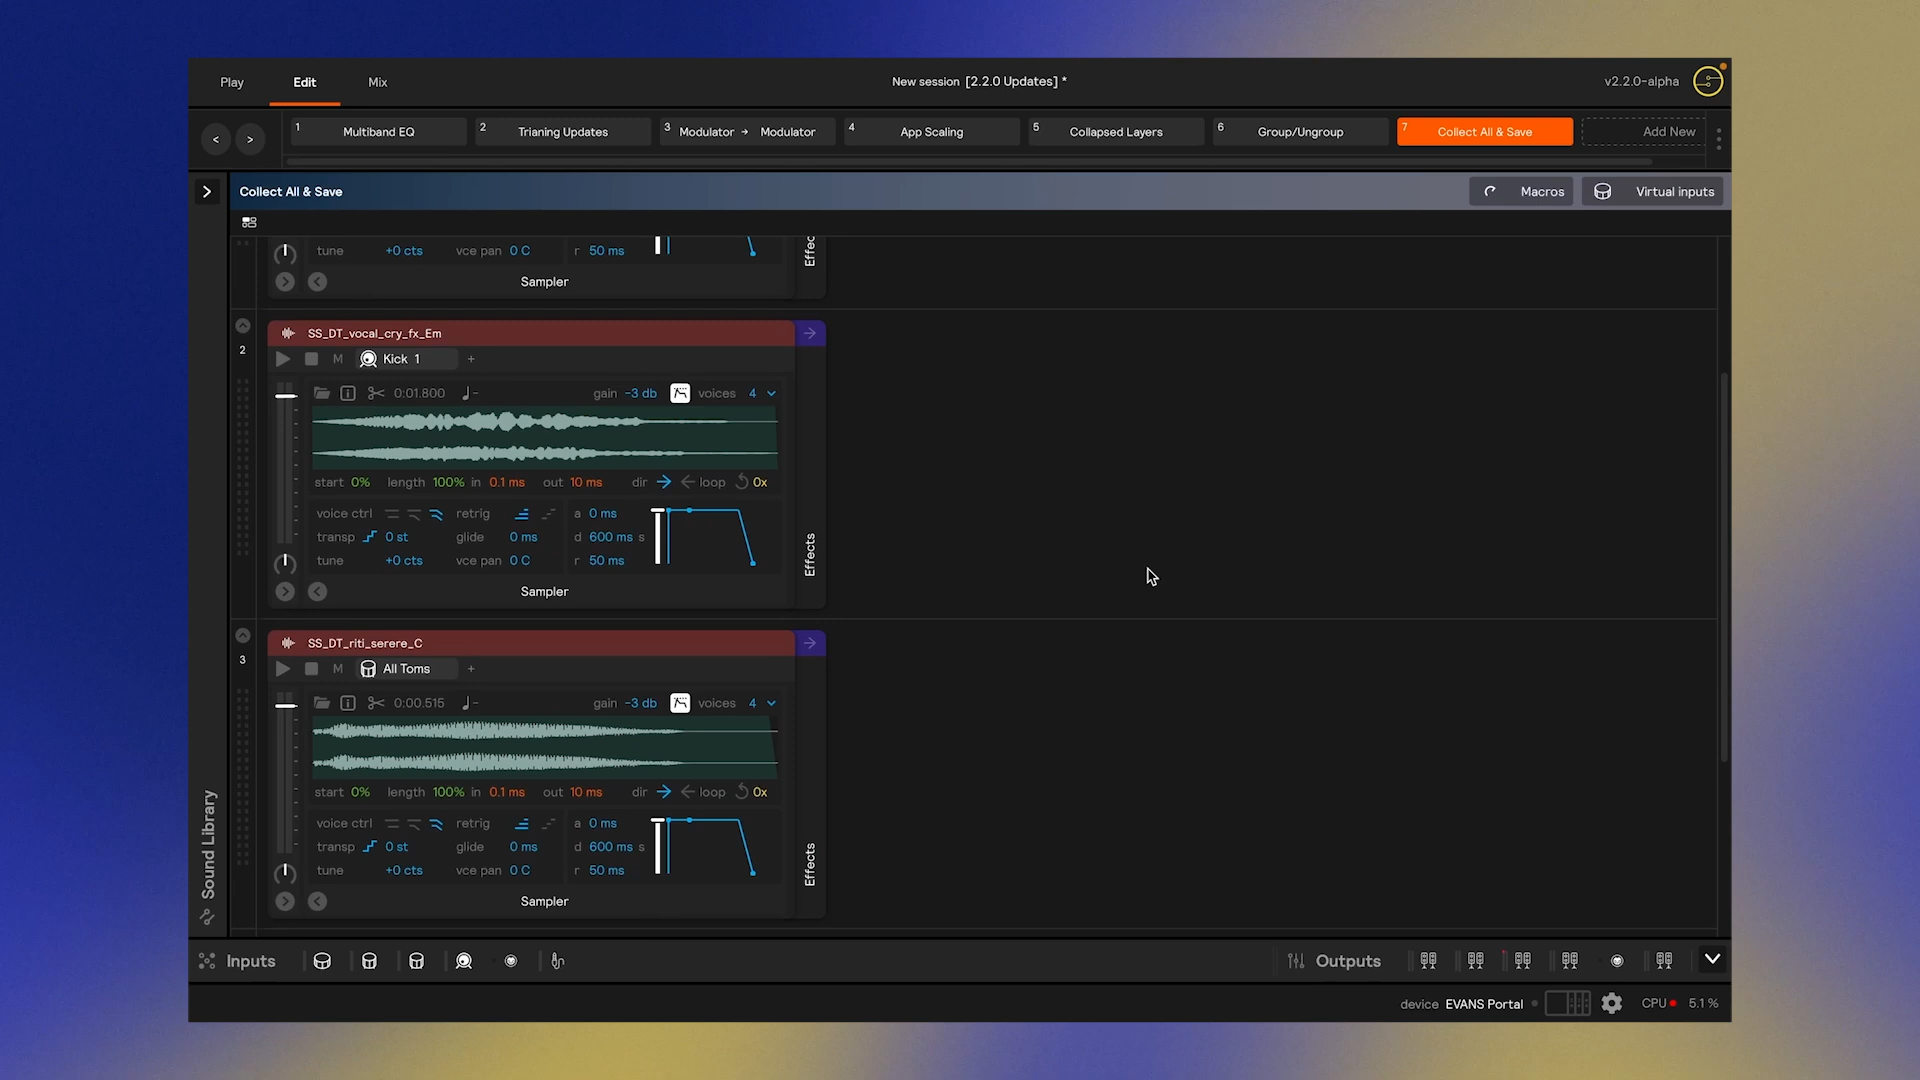 Play Edit Mix New session [2.2.0 Updates] * v2.2.0-alpha
< > 1 Multiband EQ 2 Trianing Updates 3 Modulator → Modulator 4 App Scaling 5 Collapsed Layers 6 Group/Ungroup 7 Collect All & Save Add New
Collect All & Save Macros Virtual inputs
tune +0 cts vce pan 0 C r 50 ms
Sampler
2
SS_DT_vocal_cry_fx_Em
M Kick 1 +
0:01.800 - gain -3 db voices 4
start 0% length 100% in 0.1 ms out 10 ms dir loop 0x
voice ctrl retrig a 0 ms
transp 0 st glide 0 ms d 600 ms s
tune +0 cts vce pan 0 C r 50 ms
Sampler
Effects
3
SS_DT_riti_serere_C
M All Toms +
0:00.515 - gain -3 db voices 4
start 0% length 100% in 0.1 ms out 10 ms dir loop 0x
voice ctrl retrig a 0 ms
transp 0 st glide 0 ms d 600 ms s
tune +0 cts vce pan 0 C r 50 ms
Sampler
Effects
Sound Library
Inputs Outputs
device EVANS Portal CPU 5.1 %